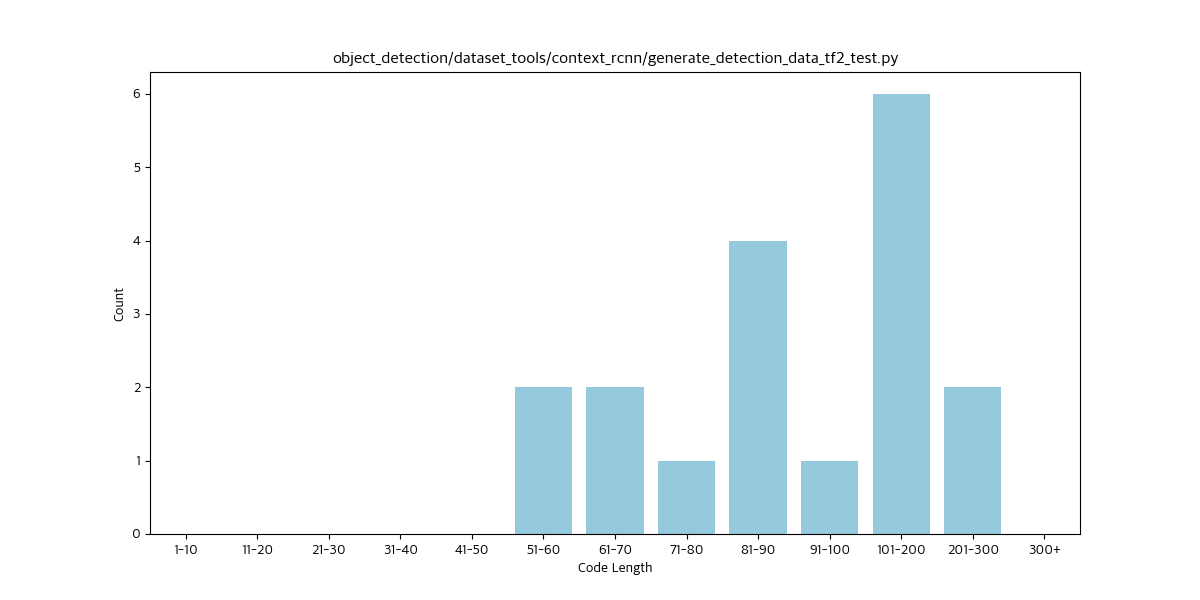 object_detection/dataset_tools/context_rcnn/generate_detection_data_tf2_test.py
6
5
4
3
2
1
0
Count
1-10 11-20 21-30 31-40 41-50 51-60 61-70 71-80 81-90 91-100 101-200 201-300 300+
Code Length